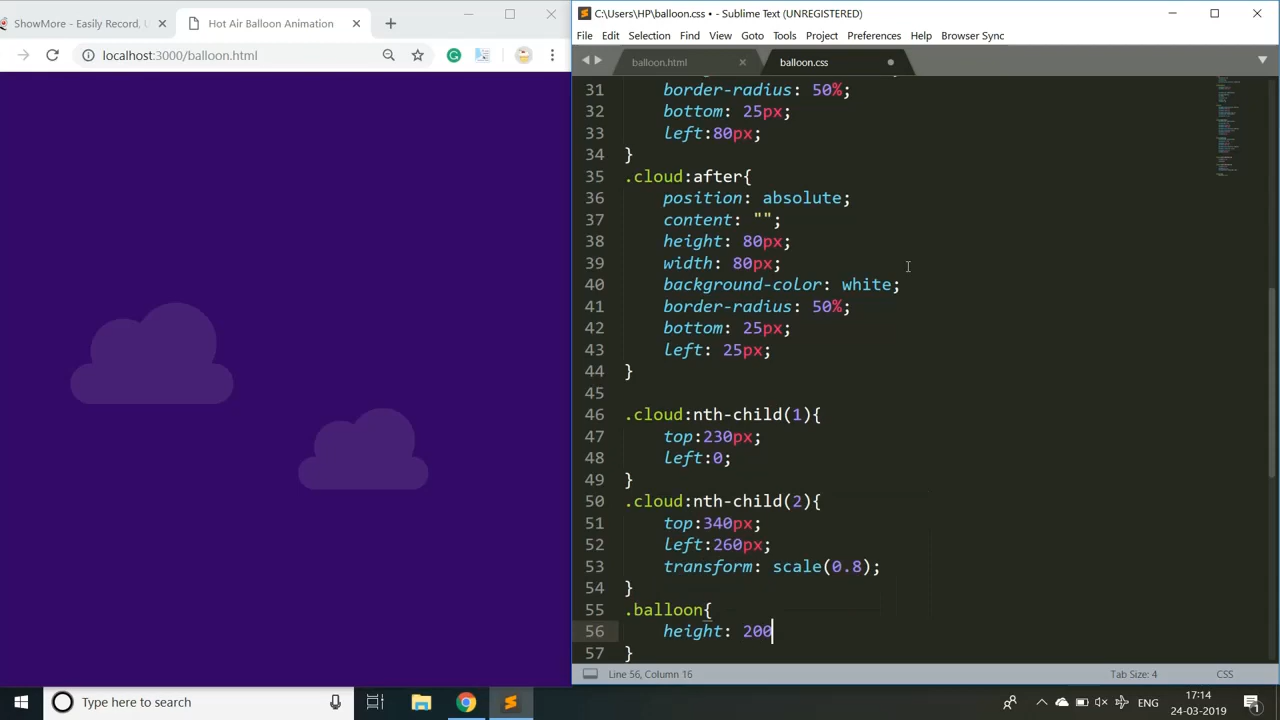 ShowMore - Easily Record,
Hot Air Balloon Animation
localhost:3000/balloon.html
C:\Users\HP\balloon.css • - Sublime Text (UNREGISTERED)
File Edit Selection Find View Goto Tools Project Preferences Help Browser Sync
balloon.html
balloon.css
31 border-radius: 50%;
32 bottom: 25px;
33 left:80px;
34 }
35 .cloud:after{
36 position: absolute;
37 content: "";
38 height: 80px;
39 width: 80px;
40 background-color: white;
41 border-radius: 50%;
42 bottom: 25px;
43 left: 25px;
44 }
45
46 .cloud:nth-child(1){
47 top:230px;
48 left:0;
49 }
50 .cloud:nth-child(2){
51 top:340px;
52 left:260px;
53 transform: scale(0.8);
54 }
55 .balloon{
56 height: 200
57 }
Line 56, Column 16
Tab Size: 4
CSS
Type here to search
ENG
17:14
24-03-2019
1